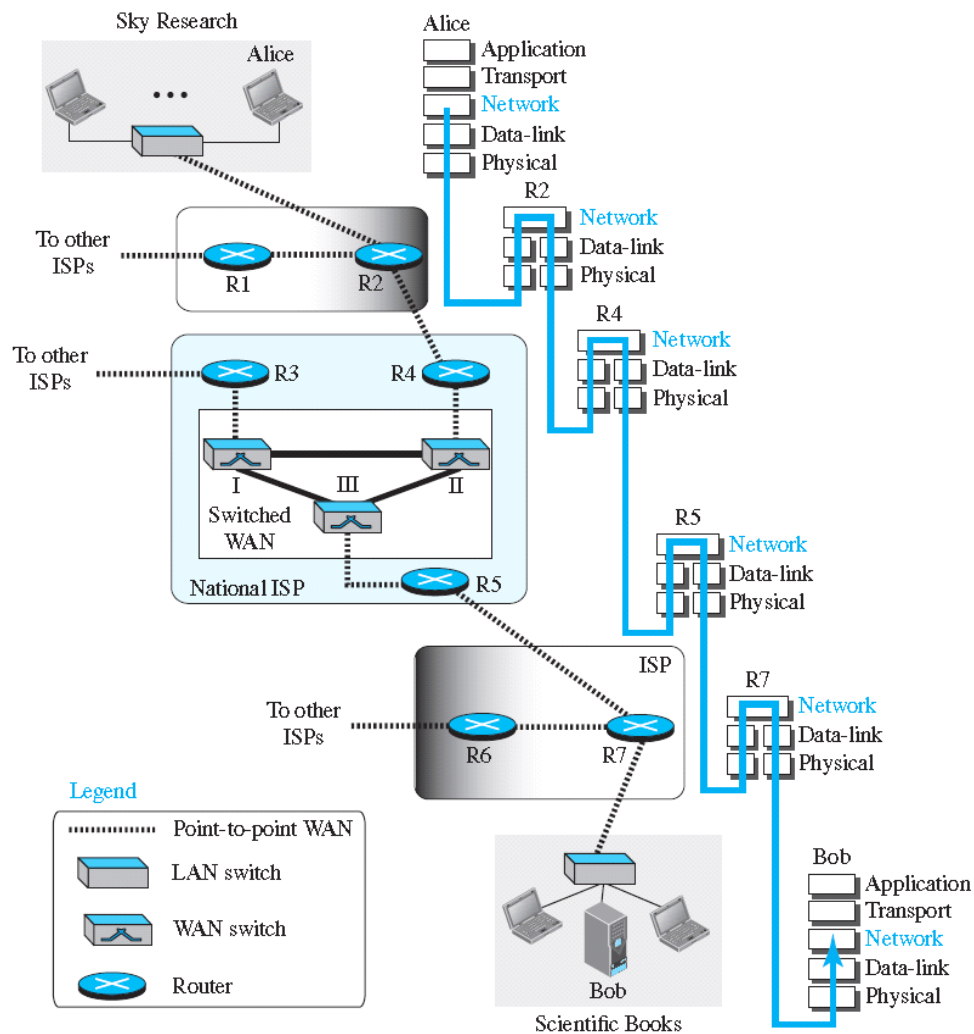 Sky Research
Alice
Alice
Application
Transport
Network
Data-link
Physical
R2
Network
Data-link
Physical
To other
ISPs
R1
R2
R4
Network
Data-link
Physical
To other
ISPs
R3
R4
I
III
II
Switched
WAN
National ISP
R5
R5
Network
Data-link
Physical
ISP
To other
ISPs
R6
R7
R7
Network
Data-link
Physical
Legend
Point-to-point WAN
LAN switch
WAN switch
Router
Bob
Scientific Books
Bob
Application
Transport
Network
Data-link
Physical